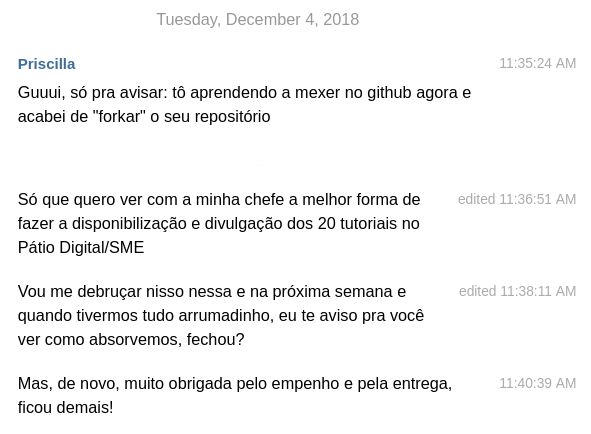 Tuesday, December 4, 2018
Priscilla 11:35:24 AM
Guuui, só pra avisar: tô aprendendo a mexer no github agora e
acabei de "forkar" o seu repositório
Só que quero ver com a minha chefe a melhor forma de edited 11:36:51 AM
fazer a disponibilização e divulgação dos 20 tutoriais no
Pátio Digital/SME
Vou me debruçar nisso nessa e na próxima semana e edited 11:38:11 AM
quando tivermos tudo arrumadinho, eu te aviso pra você
ver como absorvemos, fechou?
Mas, de novo, muito obrigada pelo empenho e pela entrega, 11:40:39 AM
ficou demais!